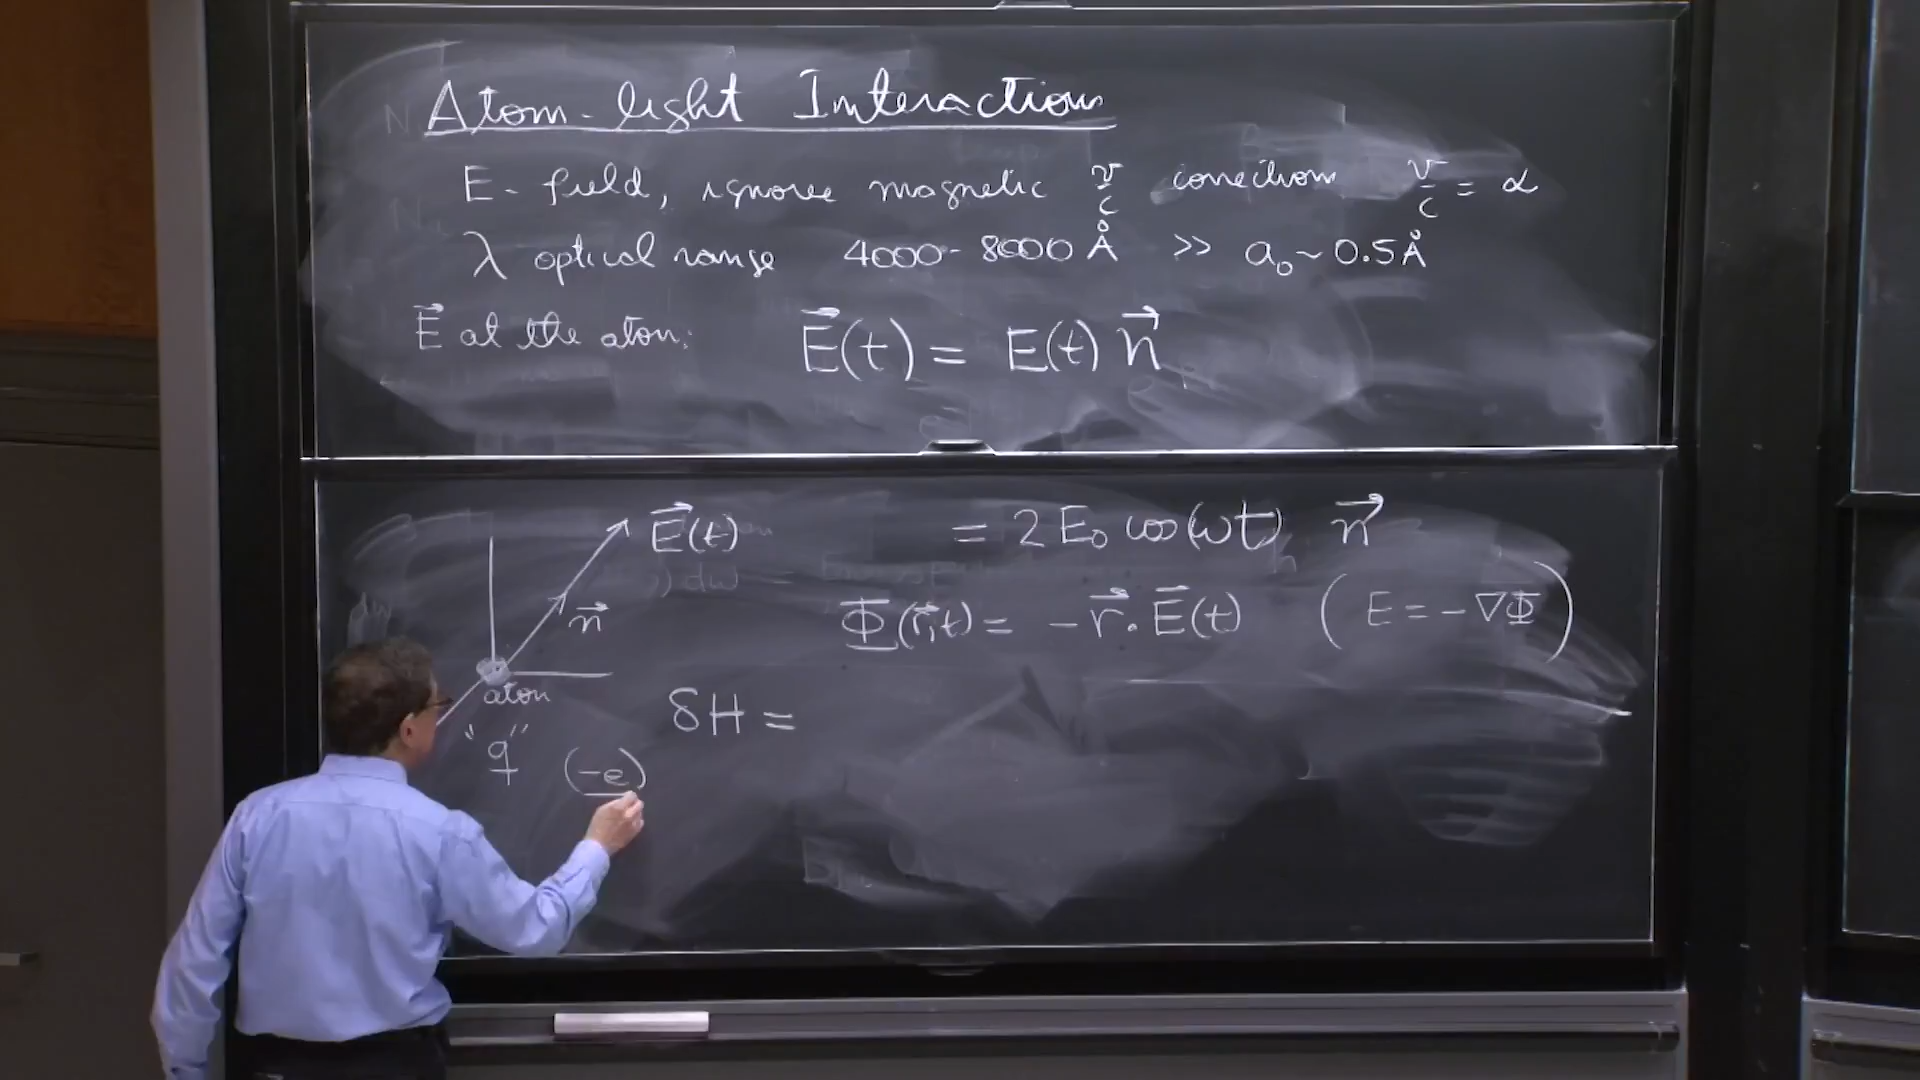 Atom-light Interactions
E-field, ignore magnetic v/c corrections v/c = α
λ optical range 4000-8000 Å >> a₀ ~ 0.5 Å
E⃗ at the atom: E⃗(t) = E(t) n⃗
E⃗(t)
= 2 E₀ cos(ωt) n⃗
n⃗
Φ(r⃗,t) = -r⃗·E⃗(t) (E = -∇Φ)
atom
δH =
"q" (-e)